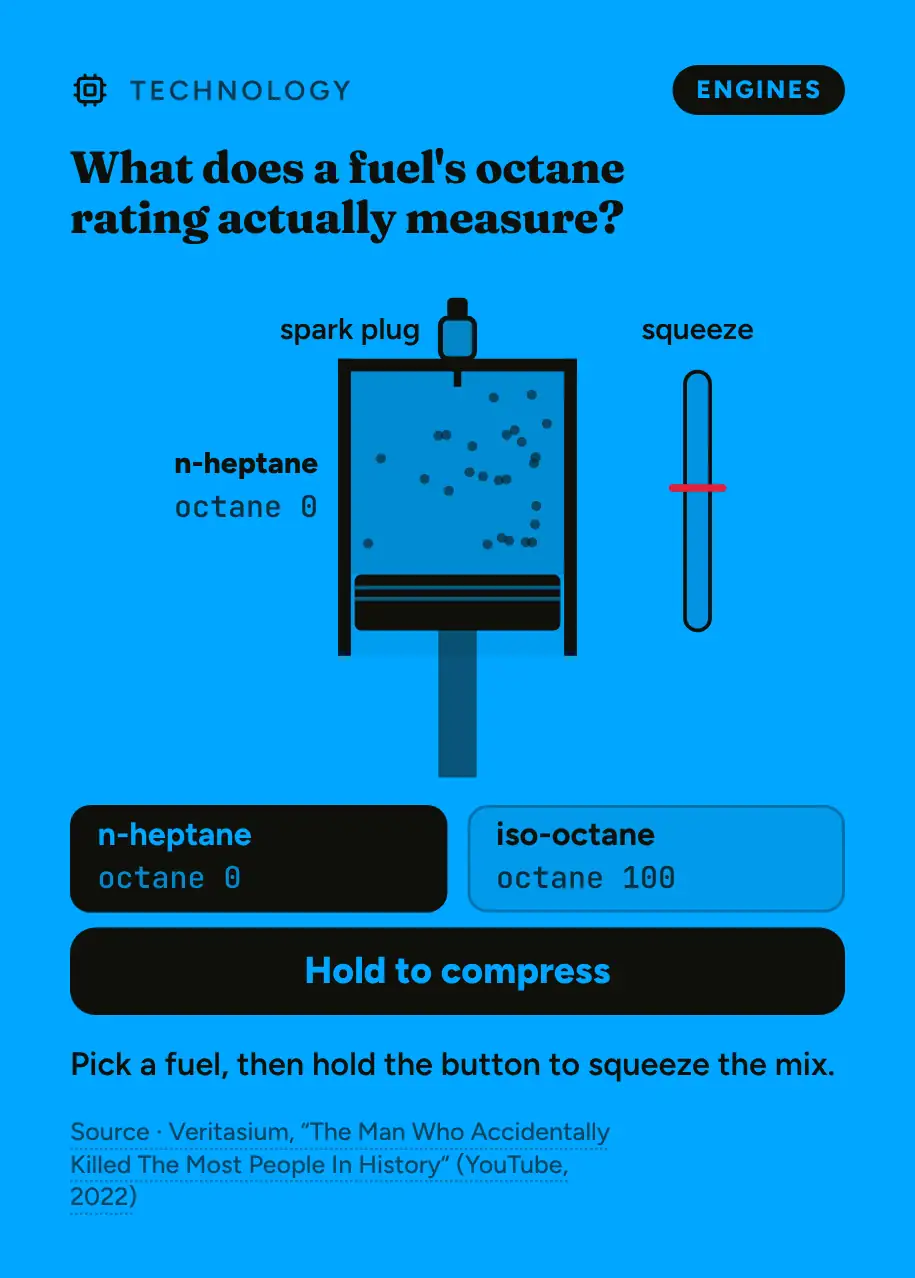 TECHNOLOGY
ENGINES
What does a fuel's octane
rating actually measure?
spark plug
squeeze
n-heptane
octane 0
n-heptane
octane 0
iso-octane
octane 100
Hold to compress
Pick a fuel, then hold the button to squeeze the mix.
Source · Veritasium, “The Man Who Accidentally
Killed The Most People In History” (YouTube,
2022)